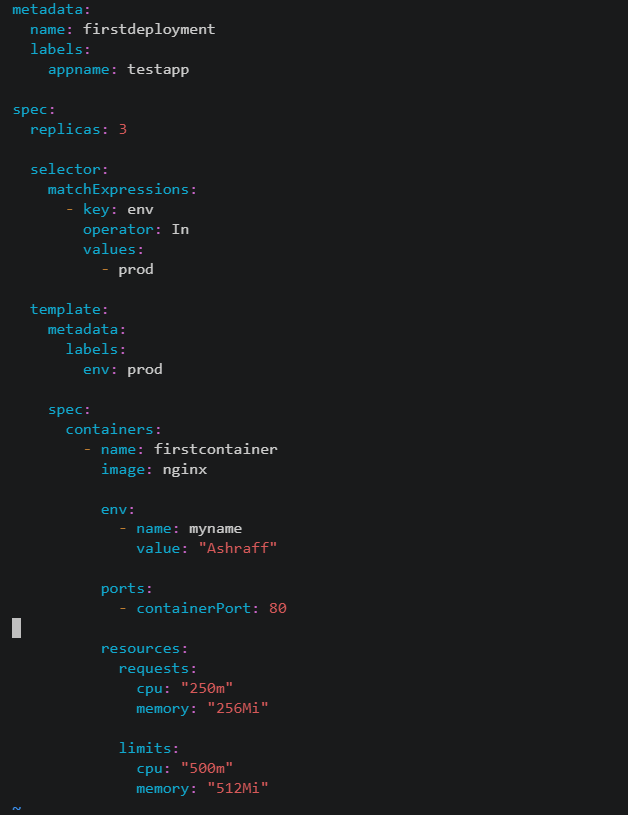 metadata:
  name: firstdeployment
  labels:
    appname: testapp

spec:
  replicas: 3

  selector:
    matchExpressions:
      - key: env
        operator: In
        values:
          - prod

  template:
    metadata:
      labels:
        env: prod

    spec:
      containers:
        - name: firstcontainer
          image: nginx

          env:
            - name: myname
              value: "Ashraff"

          ports:
            - containerPort: 80

          resources:
            requests:
              cpu: "250m"
              memory: "256Mi"

            limits:
              cpu: "500m"
              memory: "512Mi"
~